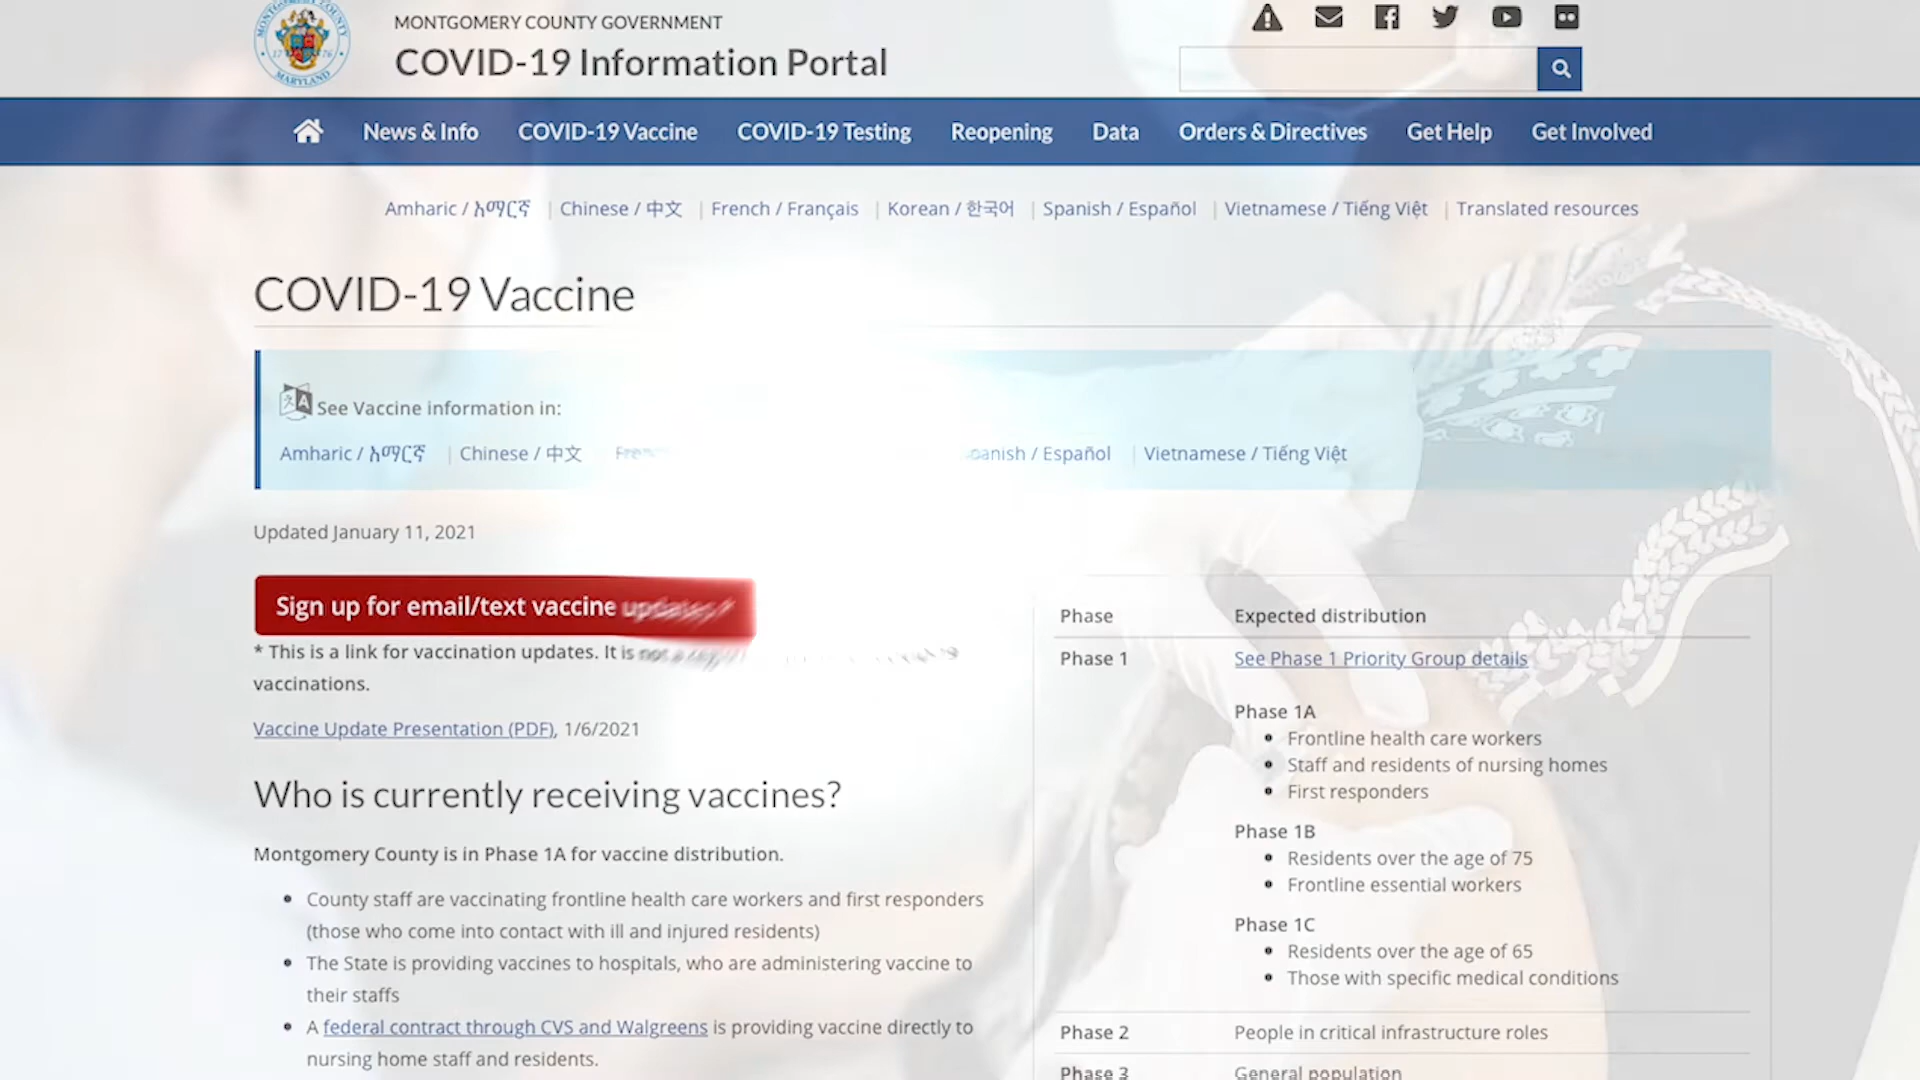 MONTGOMERY COUNTY GOVERNMENT
COVID-19 Information Portal
MARYLAND
News & Info
COVID-19 Vaccine
COVID-19 Testing
Reopening
Data
Orders & Directives
Get Help
Get Involved
Amharic / አማርኛ | Chinese / 中文 | French / Français | Korean / 한국어 | Spanish / Español | Vietnamese / Tiếng Việt | Translated resources
COVID-19 Vaccine
See Vaccine information in:
Amharic / አማርኛ | Chinese / 中文 / Español | Vietnamese / Tiếng Việt
Updated January 11, 2021
Sign up for email/text vaccine updates *
* This is a link for vaccination updates. It is not a
vaccinations.
Vaccine Update Presentation (PDF), 1/6/2021
Who is currently receiving vaccines?
Montgomery County is in Phase 1A for vaccine distribution.
• County staff are vaccinating frontline health care workers and first responders
(those who come into contact with ill and injured residents)
• The State is providing vaccines to hospitals, who are administering vaccine to
their staffs
• A federal contract through CVS and Walgreens is providing vaccine directly to
nursing home staff and residents.
Phase Expected distribution
Phase 1 See Phase 1 Priority Group details
Phase 1A
• Frontline health care workers
• Staff and residents of nursing homes
• First responders
Phase 1B
• Residents over the age of 75
• Frontline essential workers
Phase 1C
• Residents over the age of 65
• Those with specific medical conditions
Phase 2 People in critical infrastructure roles
Phase 3 General population